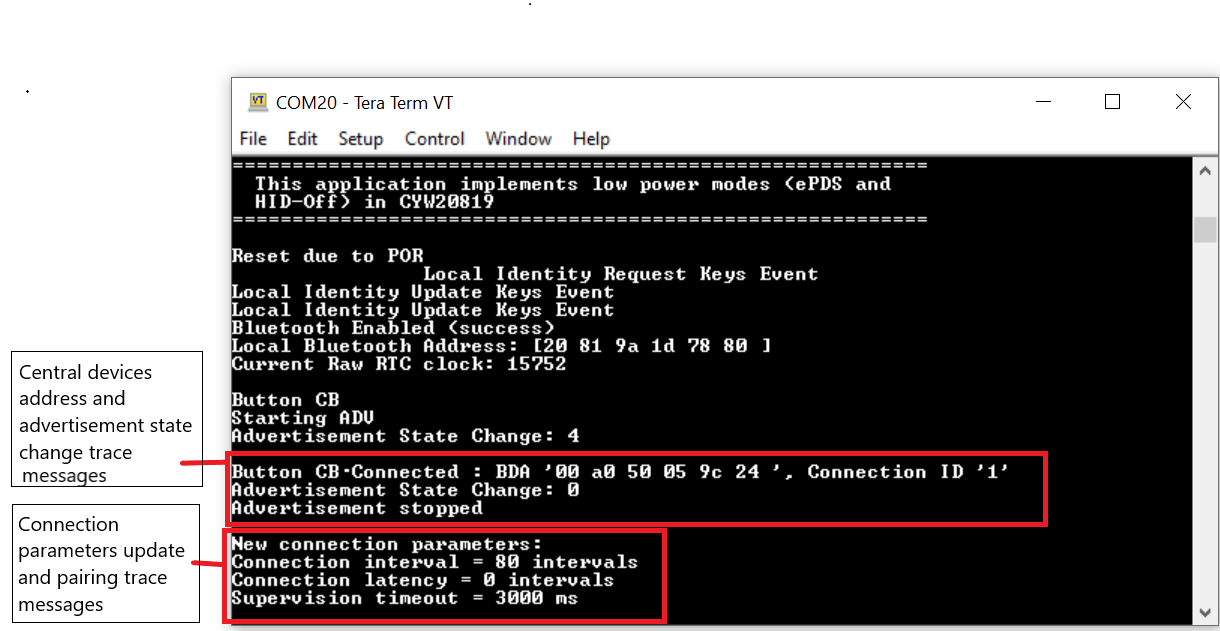 COM20 - Tera Term VT
File Edit Setup Control Window Help
==========================================================
This application implements low power modes (ePDS and
HID-Off) in CYW20819
==========================================================
Reset due to POR
Local Identity Request Keys Event
Local Identity Update Keys Event
Local Identity Update Keys Event
Bluetooth Enabled (success)
Local Bluetooth Address: [20 81 9a 1d 78 80 ]
Current Raw RTC clock: 15752
Button CB
Starting ADV
Advertisement State Change: 4
Button CB-Connected : BDA '00 a0 50 05 9c 24 ', Connection ID '1'
Advertisement State Change: 0
Advertisement stopped
New connection parameters:
Connection interval = 80 intervals
Connection latency = 0 intervals
Supervision timeout = 3000 ms
Central devices
address and
advertisement state
change trace
messages
Connection
parameters update
and pairing trace
messages